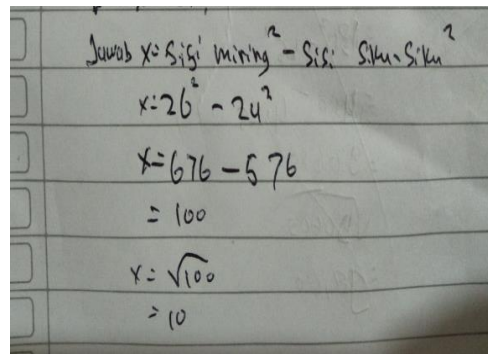 Jawab x = Sisi miring² - Sisi Siku-Siku²
x = 26² - 24²
x = 676 - 576
= 100
x = √100
= 10